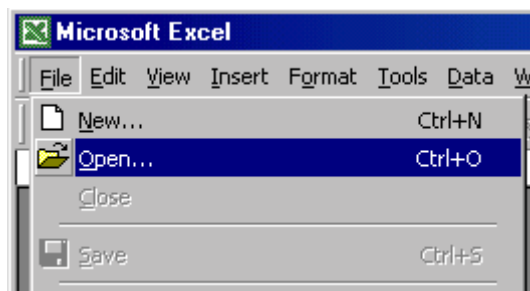 Microsoft Excel
File Edit View Insert Format Tools Data W
New... Ctrl+N
Open... Ctrl+O
Close
Save Ctrl+S